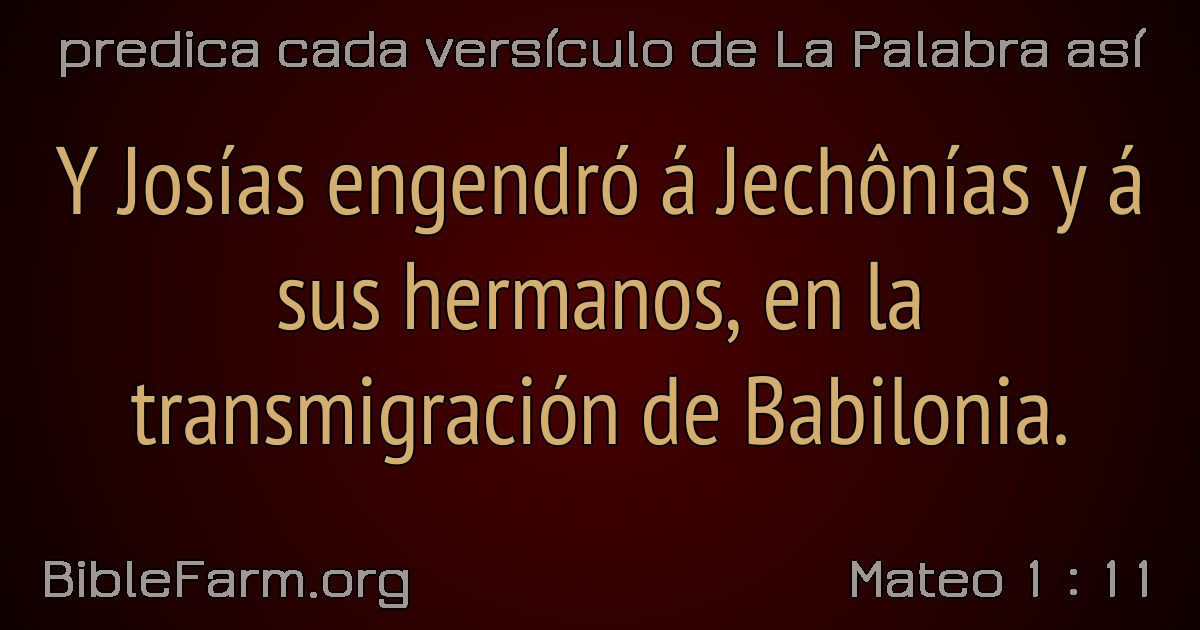 predica cada versículo de La Palabra así
Y Josías engendró á Jechônías y á
sus hermanos, en la
transmigración de Babilonia.
BibleFarm.org
Mateo 1 : 11